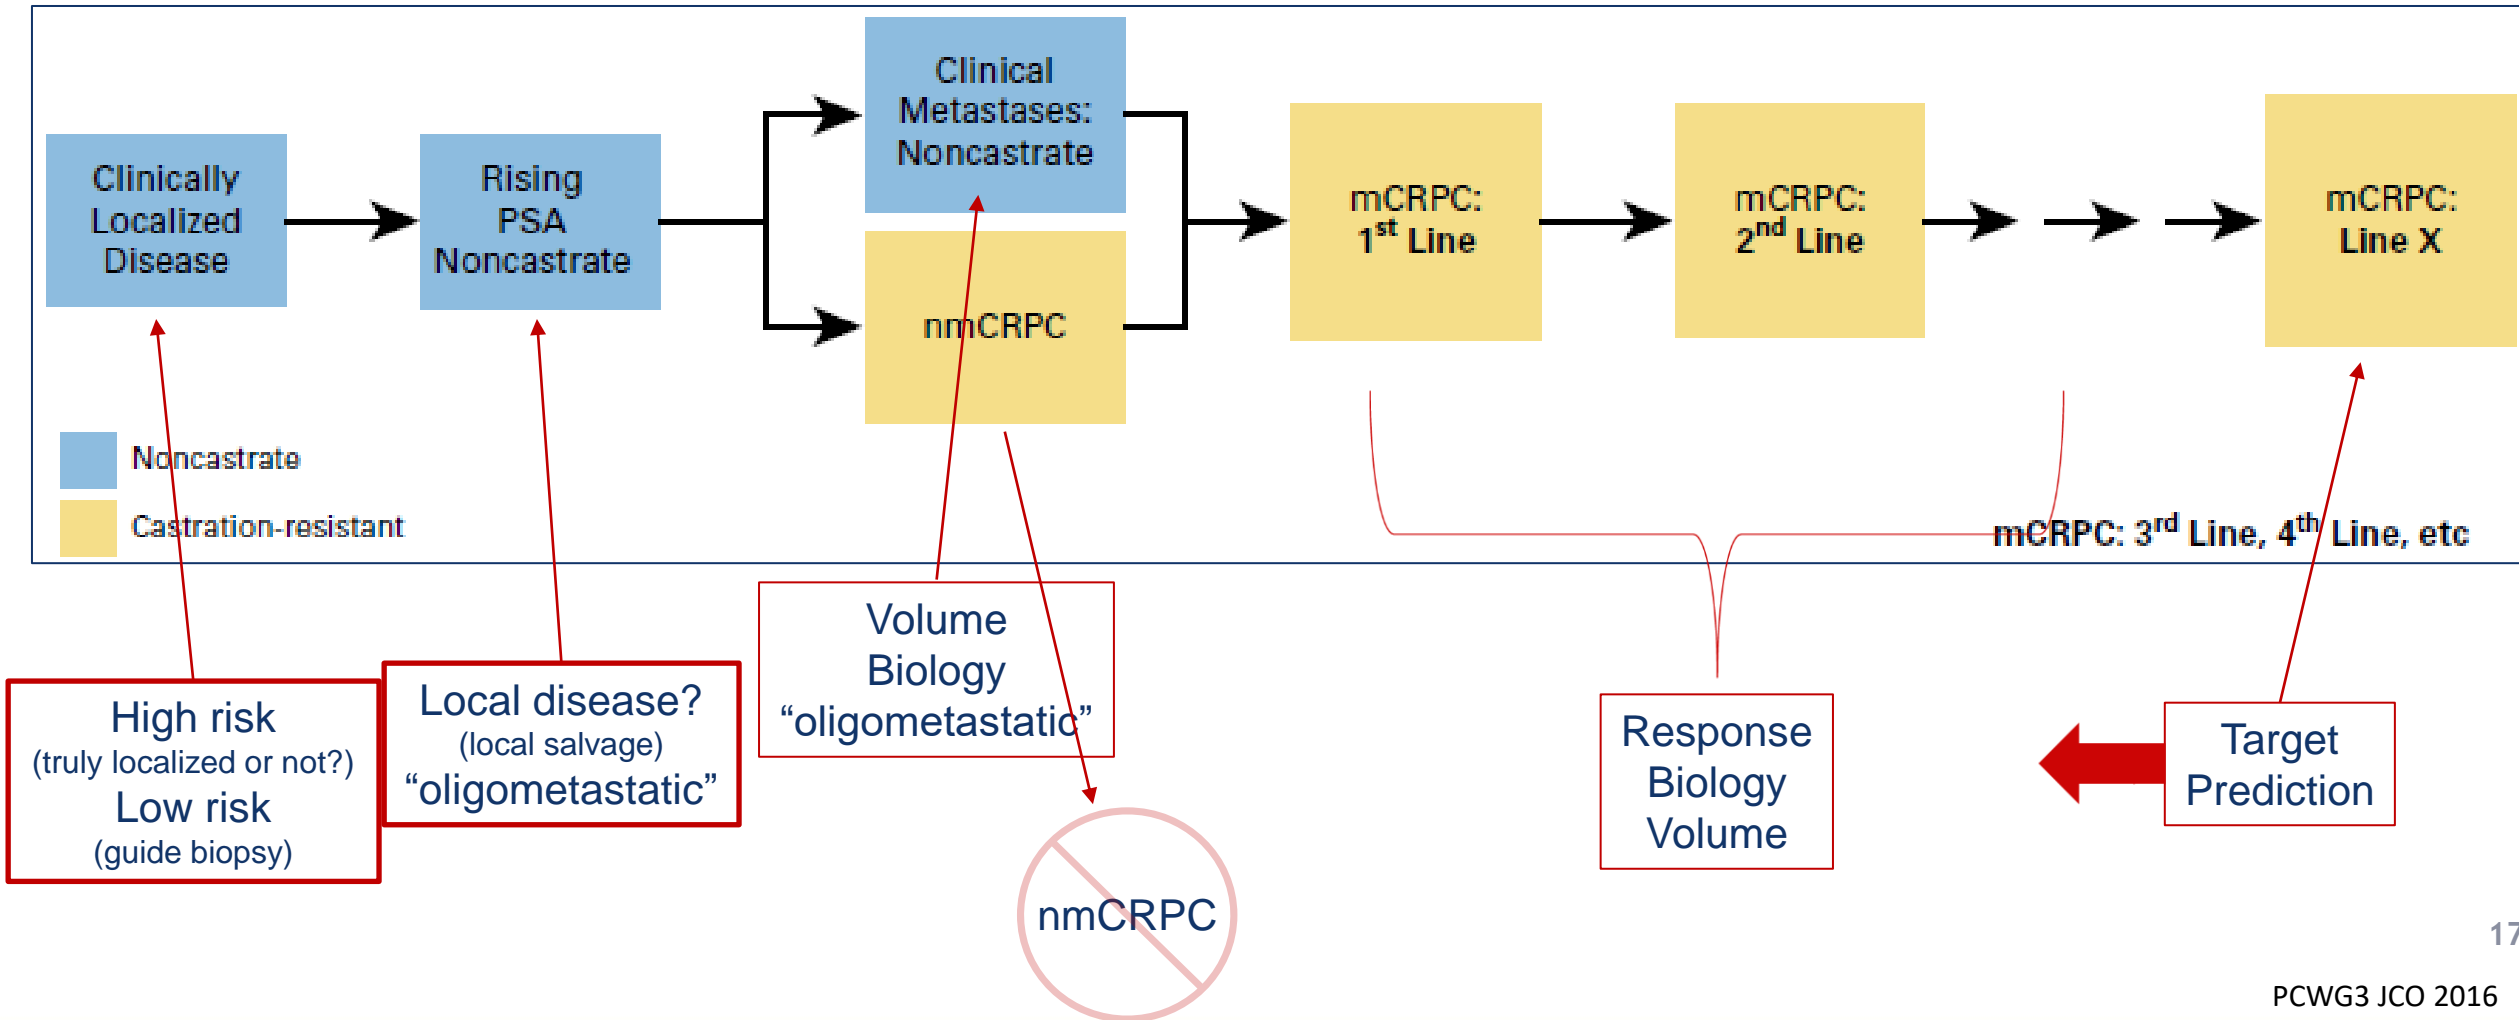 Clinically
Localized
Disease
Rising
PSA
Noncastrate
Clinical
Metastases:
Noncastrate
nmCRPC
mCRPC:
1st Line
mCRPC:
2nd Line
mCRPC:
Line X
Noncastrate
Castration-resistant
mCRPC: 3rd Line, 4th Line, etc
High risk
(truly localized or not?)
Low risk
(guide biopsy)
Local disease?
(local salvage)
“oligometastatic”
Volume
Biology
“oligometastatic”
nmCRPC
Response
Biology
Volume
Target
Prediction
17
PCWG3 JCO 2016